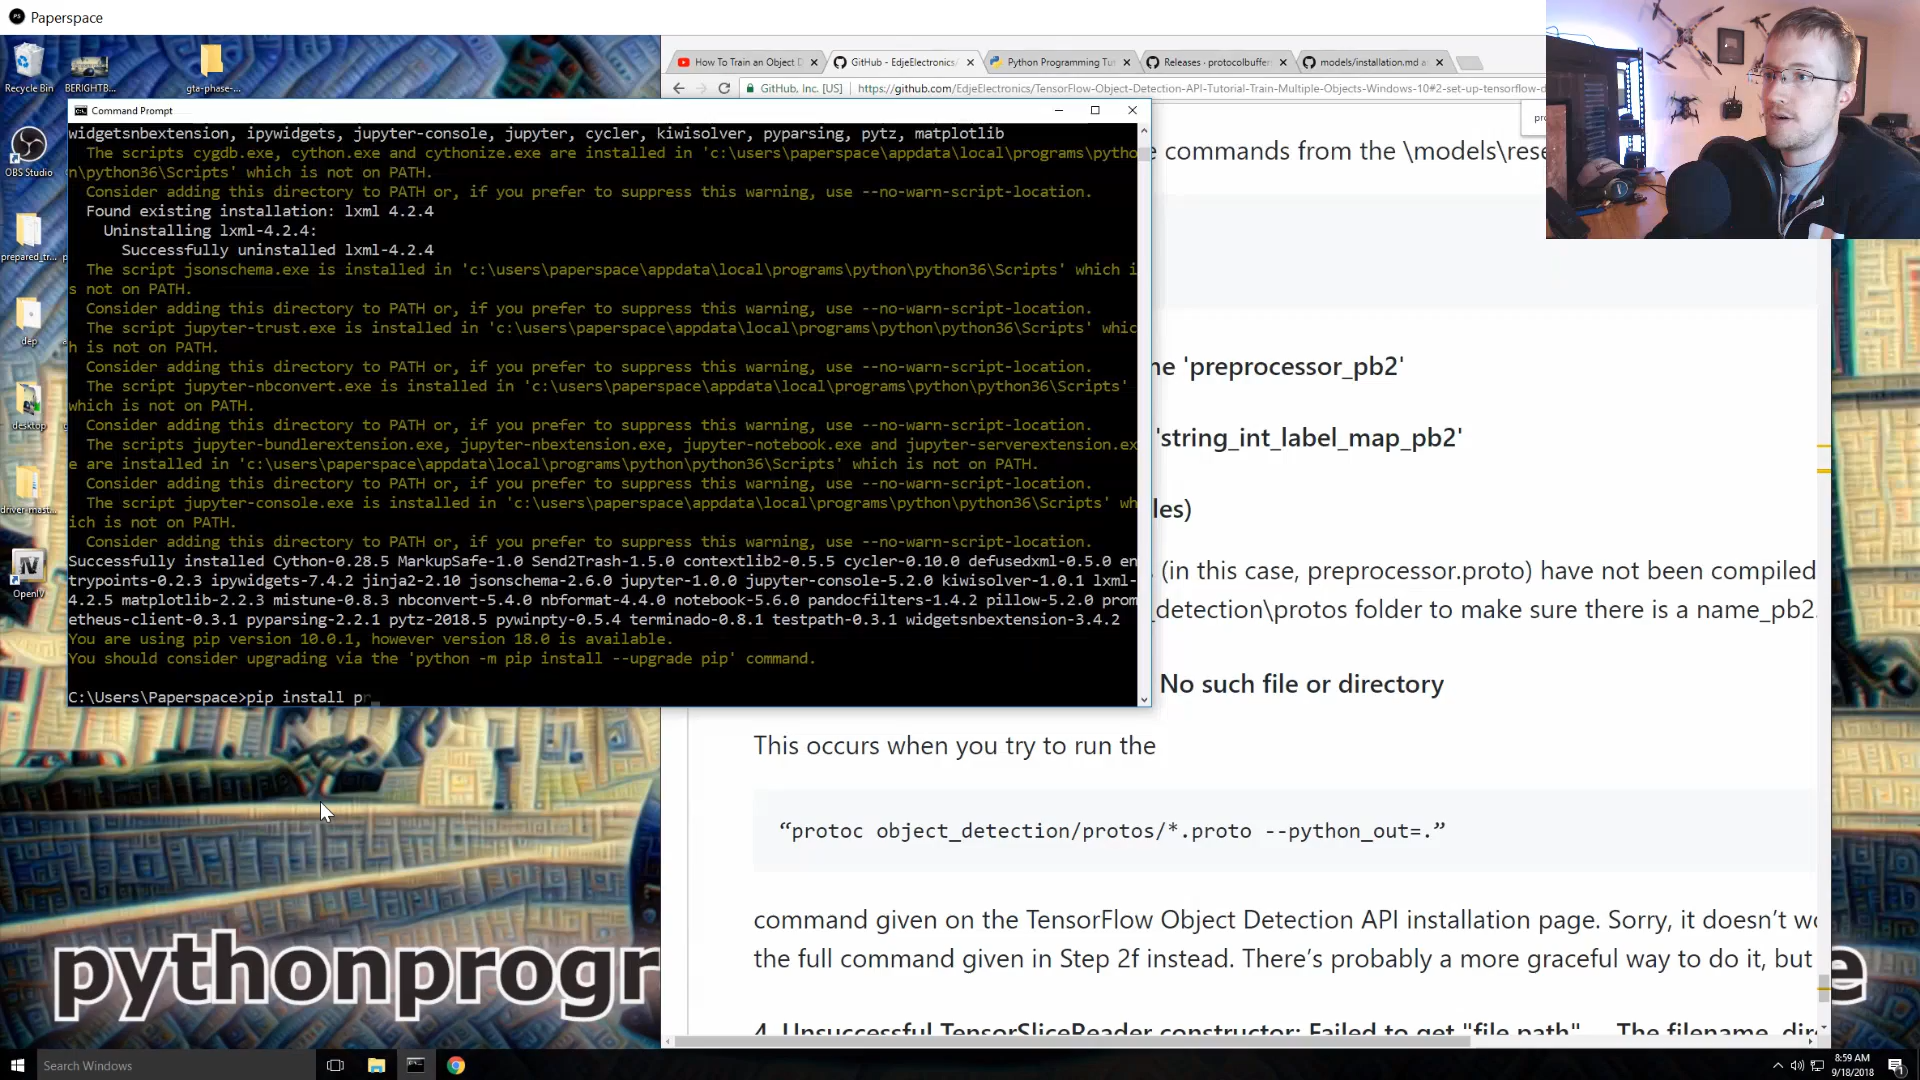 Paperspace
How To Train an Object D
GitHub - EdjeElectronics/
Python Programming Tut
Releases · protocolbuffer
models/installation.md a
GitHub, Inc. [US]
https://github.com/EdjeElectronics/TensorFlow-Object-Detection-API-Tutorial-Train-Multiple-Objects-Windows-10#2-set-up-tensorflow-d
Recycle Bin
BERIGHTB...
gta-phase-...
OBS Studio
prepared_tr...
dep
desktop
driver_mast...
OpenIV
Command Prompt
widgetsnbextension, ipywidgets, jupyter-console, jupyter, cycler, kiwisolver, pyparsing, pytz, matplotlib
The scripts cygdb.exe, cython.exe and cythonize.exe are installed in 'c:\users\paperspace\appdata\local\programs\pytho
n\python36\Scripts' which is not on PATH.
Consider adding this directory to PATH or, if you prefer to suppress this warning, use --no-warn-script-location.
Found existing installation: lxml 4.2.4
Uninstalling lxml-4.2.4:
Successfully uninstalled lxml-4.2.4
The script jsonschema.exe is installed in 'c:\users\paperspace\appdata\local\programs\python\python36\Scripts' which i
s not on PATH.
Consider adding this directory to PATH or, if you prefer to suppress this warning, use --no-warn-script-location.
The script jupyter-trust.exe is installed in 'c:\users\paperspace\appdata\local\programs\python\python36\Scripts' whic
h is not on PATH.
Consider adding this directory to PATH or, if you prefer to suppress this warning, use --no-warn-script-location.
The script jupyter-nbconvert.exe is installed in 'c:\users\paperspace\appdata\local\programs\python\python36\Scripts'
which is not on PATH.
Consider adding this directory to PATH or, if you prefer to suppress this warning, use --no-warn-script-location.
The scripts jupyter-bundlerextension.exe, jupyter-nbextension.exe, jupyter-notebook.exe and jupyter-serverextension.ex
e are installed in 'c:\users\paperspace\appdata\local\programs\python\python36\Scripts' which is not on PATH.
Consider adding this directory to PATH or, if you prefer to suppress this warning, use --no-warn-script-location.
The script jupyter-console.exe is installed in 'c:\users\paperspace\appdata\local\programs\python\python36\Scripts' wh
ich is not on PATH.
Consider adding this directory to PATH or, if you prefer to suppress this warning, use --no-warn-script-location.
Successfully installed Cython-0.28.5 MarkupSafe-1.0 Send2Trash-1.5.0 contextlib2-0.5.5 cycler-0.10.0 defusedxml-0.5.0 en
trypoints-0.2.3 ipywidgets-7.4.2 jinja2-2.10 jsonschema-2.6.0 jupyter-1.0.0 jupyter-console-5.2.0 kiwisolver-1.0.1 lxml-
4.2.5 matplotlib-2.2.3 mistune-0.8.3 nbconvert-5.4.0 nbformat-4.4.0 notebook-5.6.0 pandocfilters-1.4.2 pillow-5.2.0 prom
etheus-client-0.3.1 pyparsing-2.2.1 pytz-2018.5 pywinpty-0.5.4 terminado-0.8.1 testpath-0.3.1 widgetsnbextension-3.4.2
You are using pip version 10.0.1, however version 18.0 is available.
You should consider upgrading via the 'python -m pip install --upgrade pip' command.
C:\Users\Paperspace>pip install pr_
pro
e commands from the \models\rese
ne 'preprocessor_pb2'
'string_int_label_map_pb2'
les)
(in this case, preprocessor.proto) have not been compiled
_detection\protos folder to make sure there is a name_pb2.
No such file or directory
This occurs when you try to run the
“protoc object_detection/protos/*.proto --python_out=.”
command given on the TensorFlow Object Detection API installation page. Sorry, it doesn’t wo
the full command given in Step 2f instead. There’s probably a more graceful way to do it, but
4. Unsuccessful TensorSliceReader constructor: Failed to get "file path" … The filename, dire
pythonprogr
e
Search Windows
8:59 AM
9/18/2018